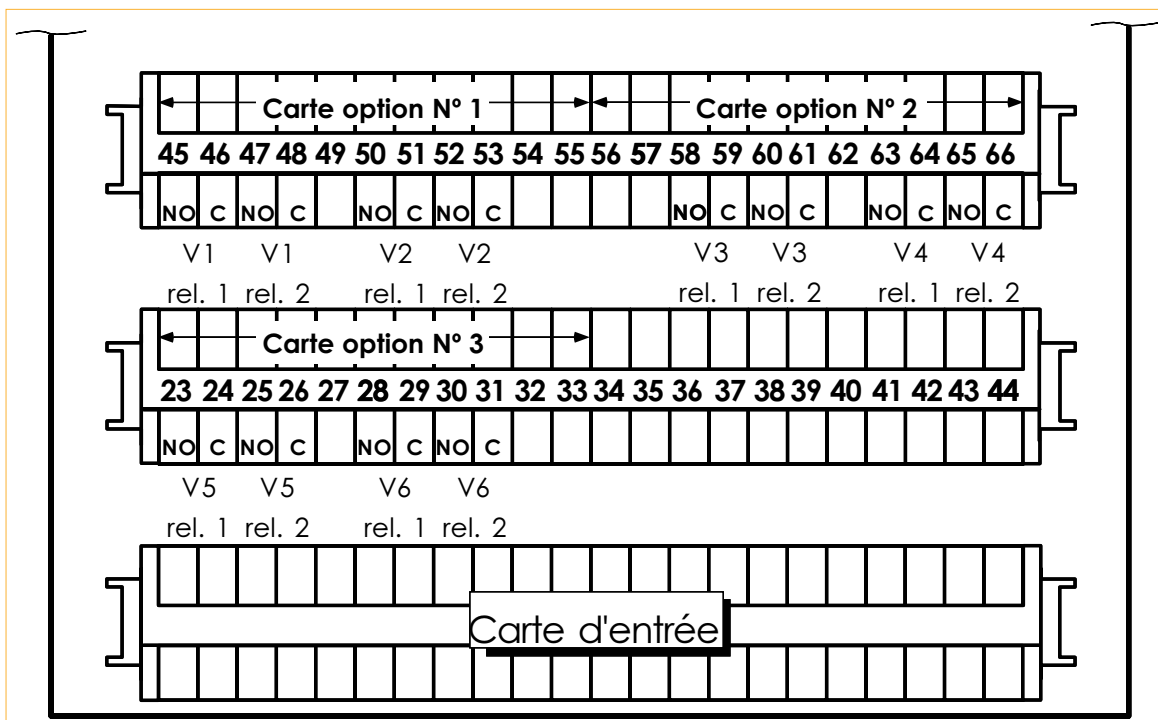 Carte option Nº 1 Carte option Nº 2
45 46 47 48 49 50 51 52 53 54 55 56 57 58 59 60 61 62 63 64 65 66
NO C NO C NO C NO C NO C NO C NO C NO C
V1 V1 V2 V2 V3 V3 V4 V4
rel. 1 rel. 2 rel. 1 rel. 2 rel. 1 rel. 2 rel. 1 rel. 2
Carte option Nº 3
23 24 25 26 27 28 29 30 31 32 33 34 35 36 37 38 39 40 41 42 43 44
NO C NO C NO C NO C
V5 V5 V6 V6
rel. 1 rel. 2 rel. 1 rel. 2
Carte d'entrée